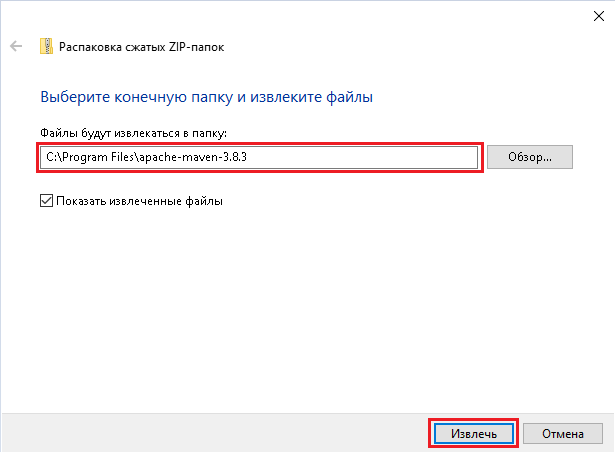 Распаковка сжатых ZIP-папок
Выберите конечную папку и извлеките файлы
Файлы будут извлекаться в папку:
C:\Program Files\apache-maven-3.8.3
Обзор...
Показать извлеченные файлы
Извлечь
Отмена